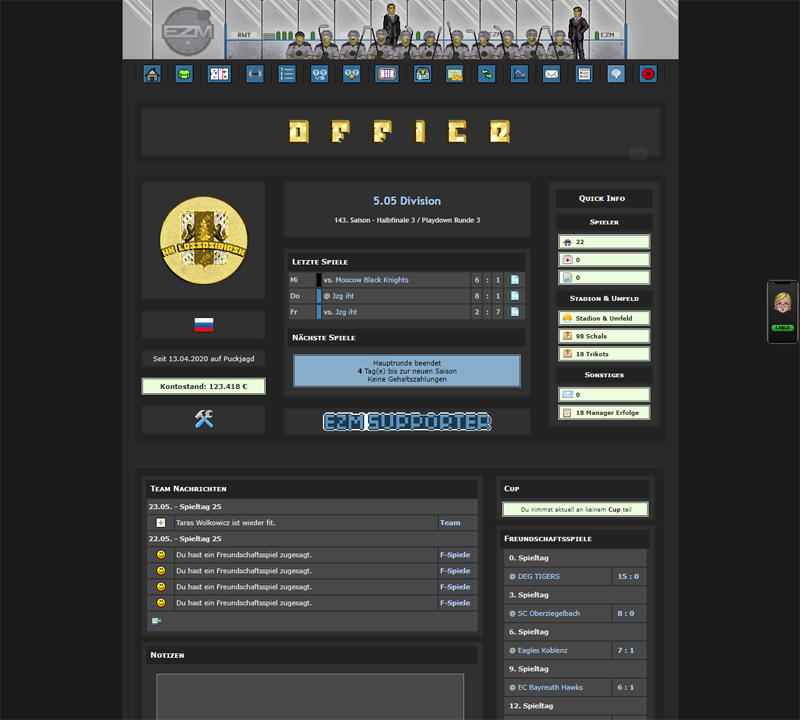 EZM
RWT
EZM
EZM
OFFICE
HK Lessosibirsk
Seit 13.04.2020 auf Puckjagd
Kontostand: 123.418 €
5.05 Division
143. Saison - Halbfinale 3 / Playdown Runde 3
Letzte Spiele
Mi vs. Moscow Black Knights 6 : 1
Do @ Jzg iht 8 : 1
Fr vs. Jzg iht 2 : 7
Nächste Spiele
Hauptrunde beendet
4 Tag(e) bis zur neuen Saison
Keine Gehaltszahlungen
EZM SUPPORTER
Quick Info
Spieler
22
0
0
Stadion & Umfeld
Stadion & Umfeld
98 Schals
18 Trikots
Sonstiges
0
18 Manager Erfolge
Team Nachrichten
23.05. - Spieltag 25
Taras Wolkowicz ist wieder fit. Team
22.05. - Spieltag 25
Du hast ein Freundschaftsspiel zugesagt. F-Spiele
Du hast ein Freundschaftsspiel zugesagt. F-Spiele
Du hast ein Freundschaftsspiel zugesagt. F-Spiele
Du hast ein Freundschaftsspiel zugesagt. F-Spiele
Notizen
Cup
Du nimmst aktuell an keinem Cup teil
Freundschaftsspiele
0. Spieltag
@ DEG TIGERS 15 : 0
3. Spieltag
@ SC Oberziegelbach 8 : 0
6. Spieltag
@ Eagles Koblenz 7 : 1
9. Spieltag
@ EC Bayreuth Hawks 6 : 1
12. Spieltag